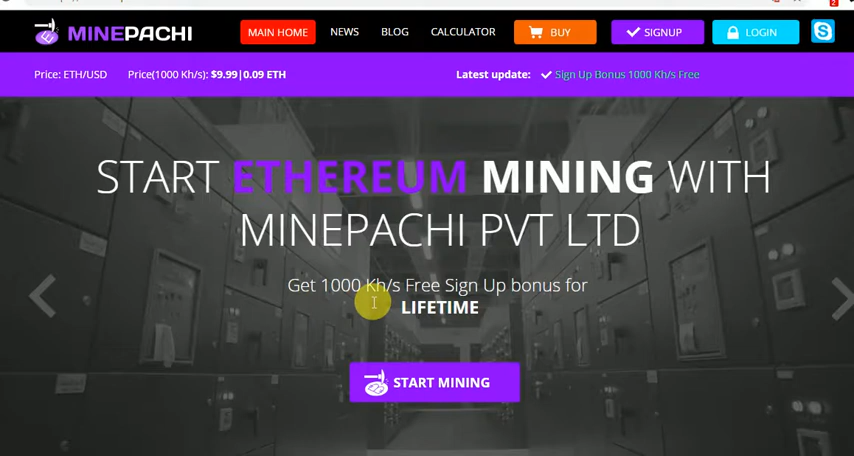 MINEPACHI
MAIN HOME
NEWS
BLOG
CALCULATOR
BUY
SIGNUP
LOGIN
Price: ETH/USD
Price(1000 Kh/s): $9.99|0.09 ETH
Latest update:
Sign Up Bonus 1000 Kh/s Free
START ETHEREUM MINING WITH
MINEPACHI PVT LTD
Get 1000 Kh/s Free Sign Up bonus for
LIFETIME
START MINING